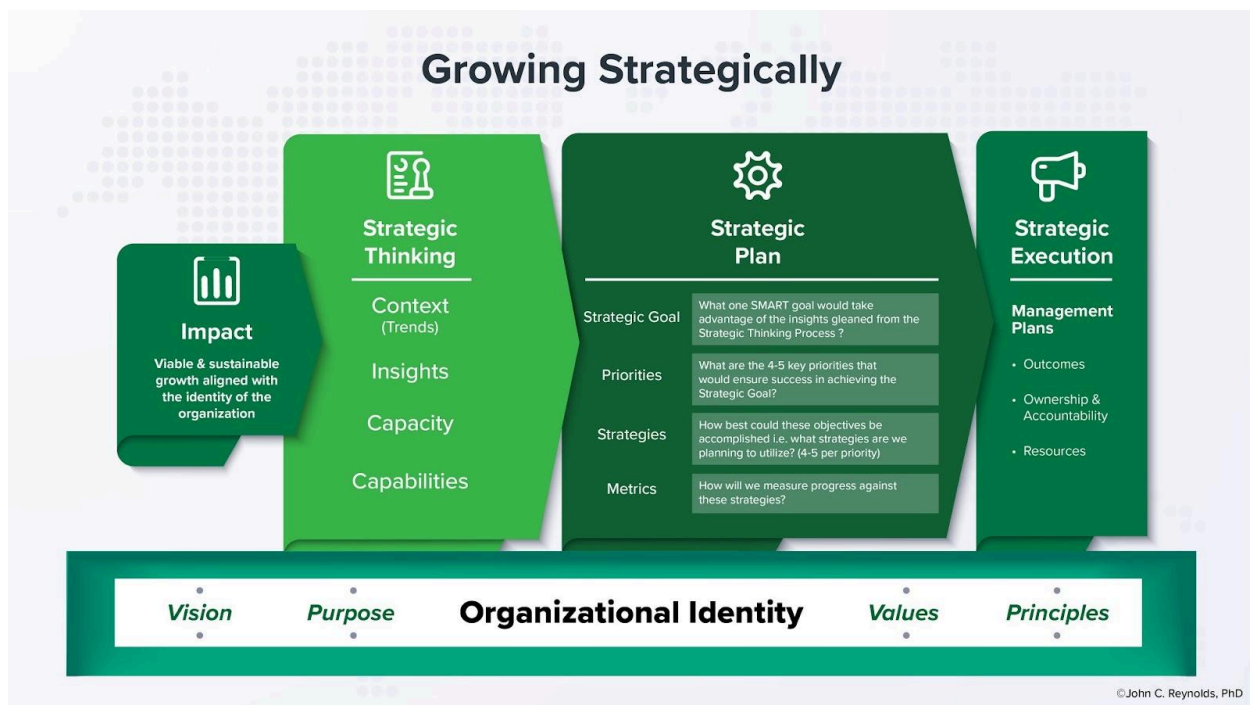 Growing Strategically
Impact
Viable & sustainable
growth aligned with
the identity of the
organization
Strategic
Thinking
Context
(Trends)
Insights
Capacity
Capabilities
Strategic
Plan
Strategic Goal
What one SMART goal would take
advantage of the insights gleaned from the
Strategic Thinking Process ?
Priorities
What are the 4-5 key priorities that
would ensure success in achieving the
Strategic Goal?
Strategies
How best could these objectives be
accomplished i.e. what strategies are we
planning to utilize? (4-5 per priority)
Metrics
How will we measure progress against
these strategies?
Strategic
Execution
Management
Plans
• Outcomes
• Ownership &
Accountability
• Resources
Vision
Purpose
Organizational Identity
Values
Principles
©John C. Reynolds, PhD